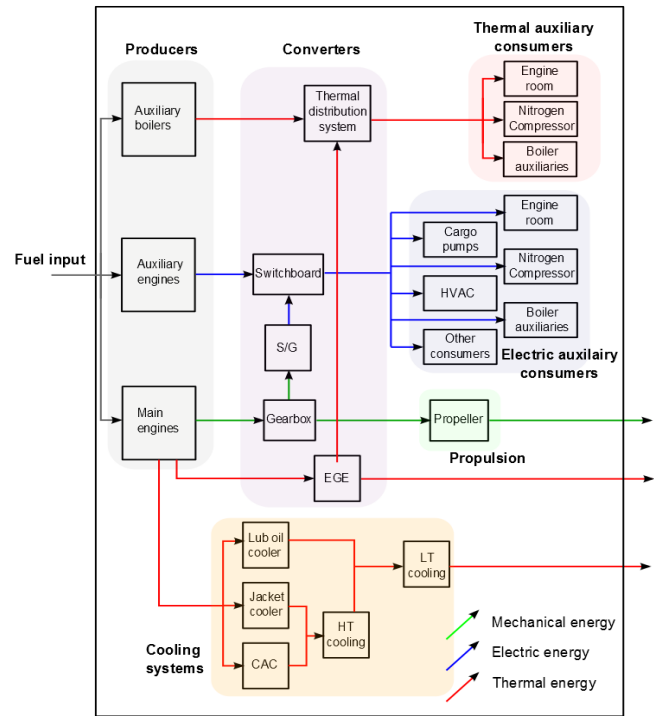 Producers
Converters
Thermal auxiliary
consumers
Auxiliary
boilers
Thermal
distribution
system
Engine
room
Nitrogen
Compressor
Boiler
auxiliaries
Fuel input
Auxiliary
engines
Switchboard
S/G
Engine
room
Cargo
pumps
Nitrogen
Compressor
HVAC
Boiler
auxiliaries
Other
consumers
Electric auxilairy
consumers
Main
engines
Gearbox
Propeller
Propulsion
EGE
Lub oil
cooler
LT
cooling
Jacket
cooler
HT
cooling
CAC
Cooling
systems
Mechanical energy
Electric energy
Thermal energy